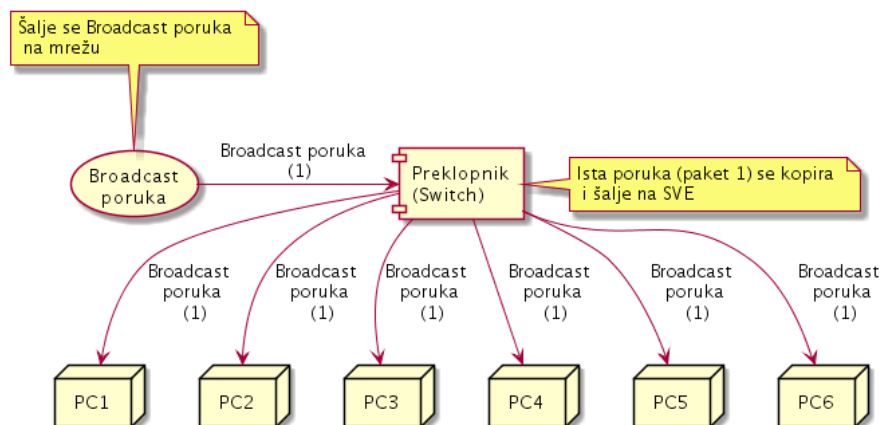 Šalje se Broadcast poruka
na mrežu
Broadcast poruka
(1)
Broadcast
poruka
Preklopnik
(Switch)
Ista poruka (paket 1) se kopira
i šalje na SVE
Broadcast
poruka
(1)
Broadcast
poruka
(1)
Broadcast
poruka
(1)
Broadcast
poruka
(1)
Broadcast
poruka
(1)
Broadcast
poruka
(1)
PC1
PC2
PC3
PC4
PC5
PC6